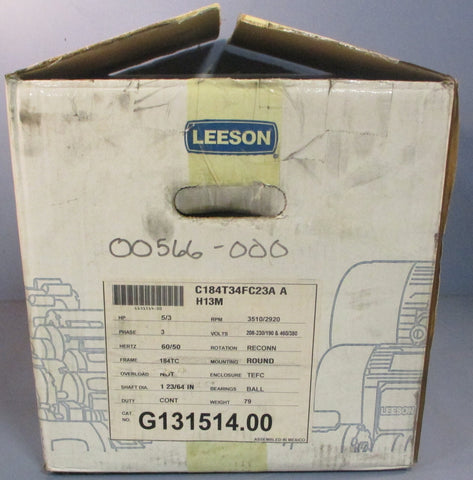 LEESON
00566-000
C184T34FC23A A
H13M
HP 5/3 RPM 3510/2920
PHASE 3 VOLTS 208-230/190 & 460/380
HERTZ 60/50 ROTATION RECONN
FRAME 184TC MOUNTING ROUND
OVERLOAD NOT ENCLOSURE TEFC
SHAFT DIA. 1 23/64 IN BEARINGS BALL
DUTY CONT WEIGHT 79
CAT NO. G131514.00
ASSEMBLED IN MEXICO